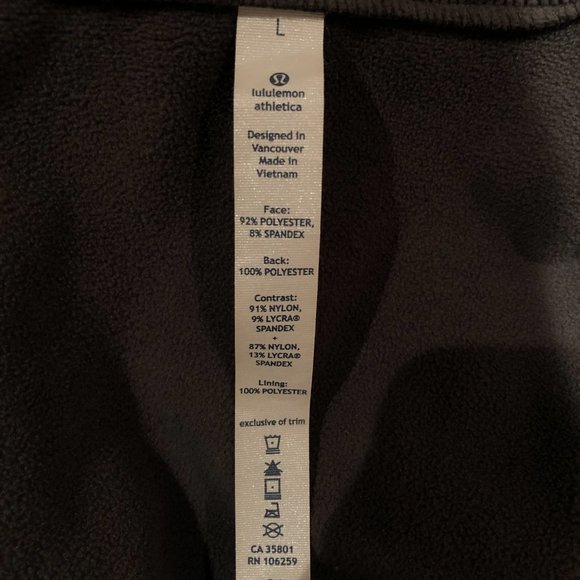 L
lululemon
athletica
Designed in
Vancouver
Made in
Vietnam
Face:
92% POLYESTER,
8% SPANDEX
Back:
100% POLYESTER
Contrast:
91% NYLON,
9% LYCRA®
SPANDEX
+
87% NYLON,
13% LYCRA®
SPANDEX
Lining:
100% POLYESTER
exclusive of trim
CA 35801
RN 106259